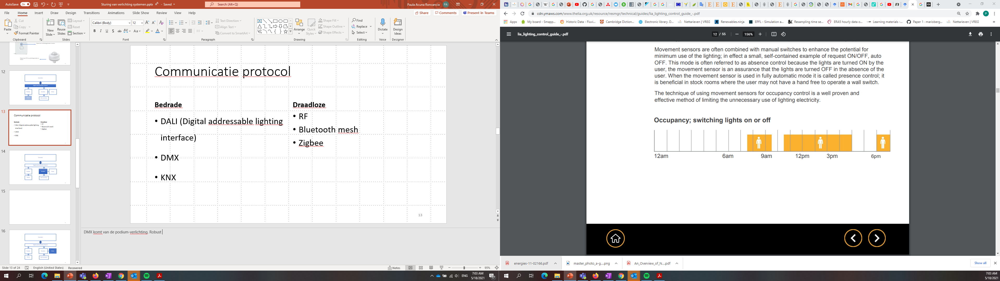 AutoSave On
Sturing van verlichting systemen.pptx - Saved
Search (Alt+Q)
Paula Acuna Roncancio PA
File Home Insert Draw Design Transitions Animations Slide Show Review View Help
Share Comments Present in Teams
Paste
Cut
Copy
Format Painter
Clipboard
New Slide
Reuse Slides
Layout
Reset
Section
Slides
Calibri (Body) 12
Font
Paragraph
Text Direction
Align Text
Convert to SmartArt
Arrange
Quick Styles
Shape Fill
Shape Outline
Shape Effects
Drawing
Find
Replace
Select
Editing
Dictate
Voice
Design Ideas
Designer
12
13
14
15
16
Communicatie protocol
Bedrade
• DALI (Digital addressable lighting
interface)
• DMX
• KNX
Draadloze
• RF
• Bluetooth mesh
• Zigbee
13
DMX komt van de podium-verlichting. Robust
Slide 13 of 24 English (United States) Recovered
Notes 95%
ENG 7:03 AM
5/18/2021
cdn.ymaws.com/www.thelia.org.uk/resource/resmgr/technical/guides/lia_lighting_control_guide_-.pdf
Apps My board - Smapp... Historic Data - Fluvi... Cambridge Diction... Electronic library. D... Nettarieven | VREG Renewables.ninja EPFL - Simulation a... Resampling time se... ERA5 hourly data o... Learning materials -... Paper 1 · marioberg... Nettarieven | VREG
lia_lighting_control_guide_-.pdf
12 / 55
156%
Movement sensors are often combined with manual switches to enhance the potential for
minimum use of the lighting; in effect a small, self-contained example of request ON/OFF, auto
OFF. This mode is often referred to as absence control because the lights are turned ON by the
user, the movement sensor is an assurance that the lights are turned OFF in the absence of the
user. When the movement sensor is used in fully automatic mode it is called presence control; it
is beneficial in stock rooms where the user may not have a hand free to operate a wall switch.
The technique of using movement sensors for occupancy control is a well proven and
effective method of limiting the unnecessary use of lighting electricity.
Occupancy; switching lights on or off
12am 6am 9am 12pm 3pm 6pm
energies-11-02166.pdf master_photo_a-g....png An_Overview_of_N....pdf Show all
7:03 AM
5/18/2021